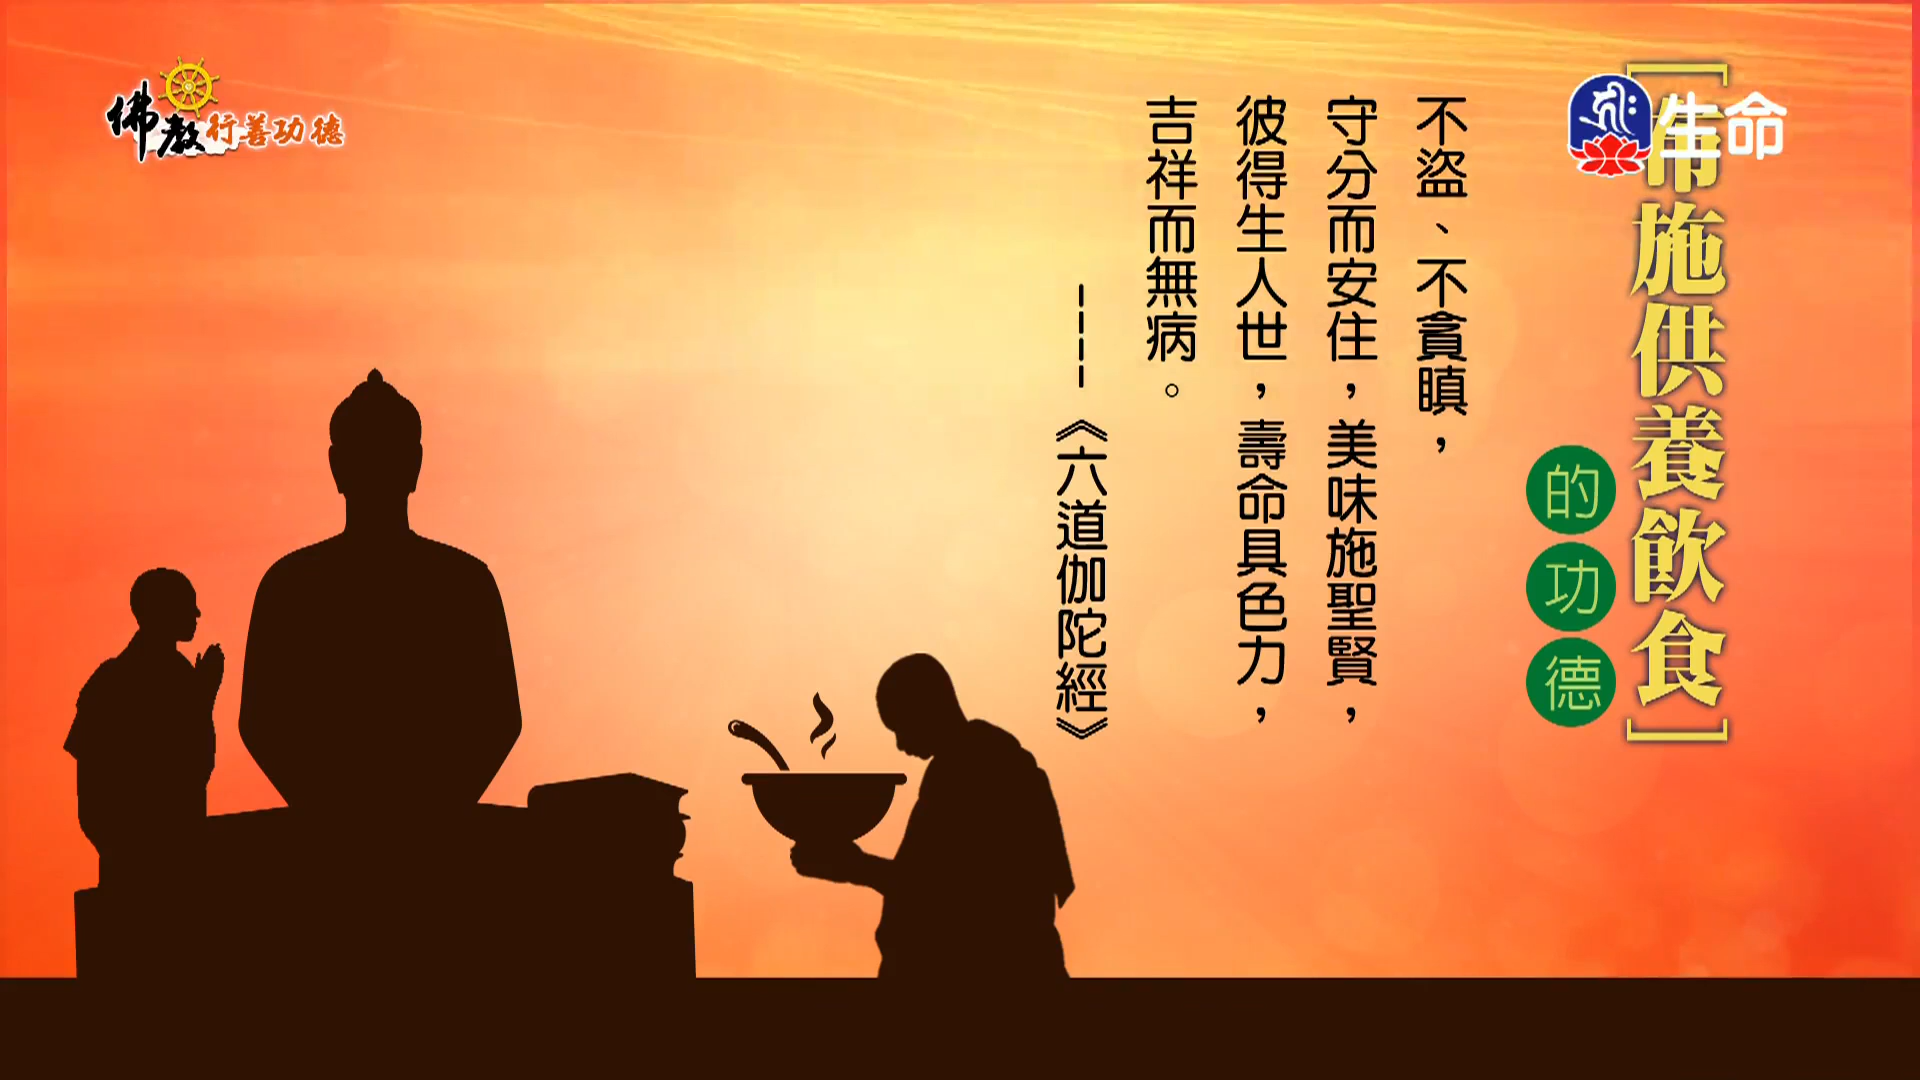 佛教行善功德
生命
[布施供養飲食]
的功德
不盜、不貪瞋，
守分而安住，美味施聖賢，
彼得生人世，壽命具色力，
吉祥而無病。
----《六道伽陀經》